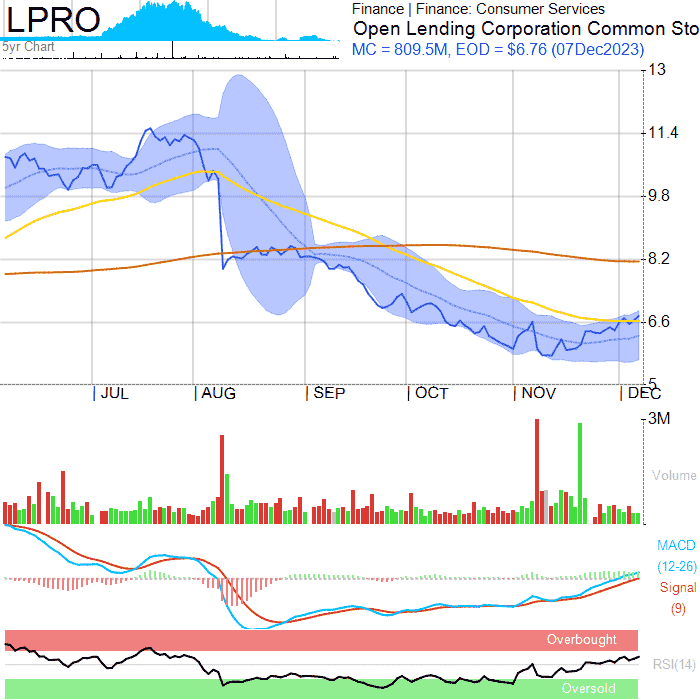 LPRO
5yr Chart
Finance | Finance: Consumer Services
Open Lending Corporation Common Sto
MC = 809.5M, EOD = $6.76 (07Dec2023)
13
11.4
9.8
8.2
6.6
5
JUL AUG SEP OCT NOV DEC
3M
Volume
MACD
(12-26)
Signal
(9)
Overbought
RSI(14)
Oversold